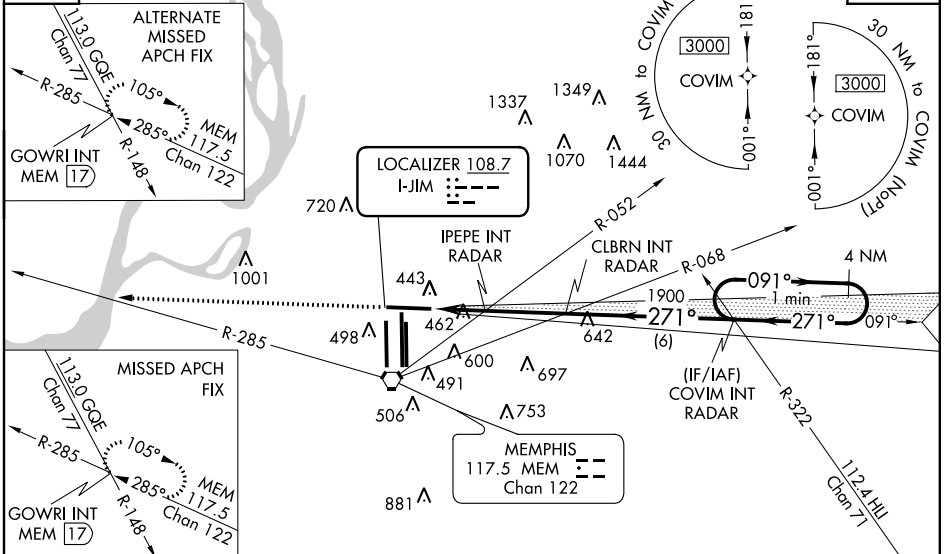 ALTERNATE
MISSED
APCH FIX
113.0 GQE
Chan 77
R-285
105°
285°
MEM
117.5
Chan 122
R-148
GOWRI INT
MEM 17
30 NM to COVIM
181°
3000
COVIM
001°
30 NM to COVIM (NoPT)
181°
3000
COVIM
001°
1337
1349
1070
1444
LOCALIZER 108.7
I-JIM
720
1001
IPEPE INT
RADAR
CLBRN INT
RADAR
R-052
R-068
4 NM
091°
1 min
443
462
1900
271°
(6)
271°
091°
642
498
R-285
600
491
697
506
753
(IF/IAF)
COVIM INT
RADAR
R-322
112.4 HLI
Chan 71
MEMPHIS
117.5 MEM
Chan 122
881
MISSED APCH
FIX
113.0 GQE
Chan 77
R-285
105°
285°
MEM
117.5
Chan 122
R-148
GOWRI INT
MEM 17